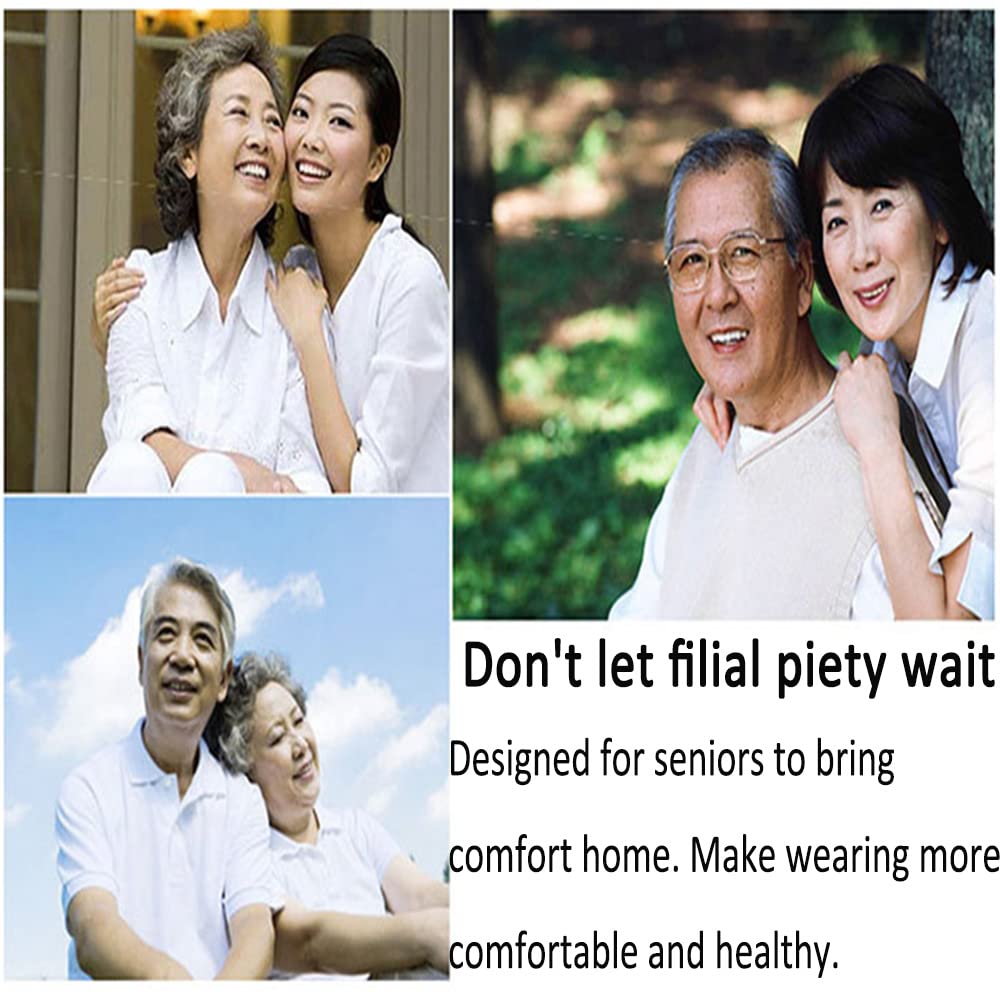 Don't let filial piety wait
Designed for seniors to bring
comfort home. Make wearing more
comfortable and healthy.